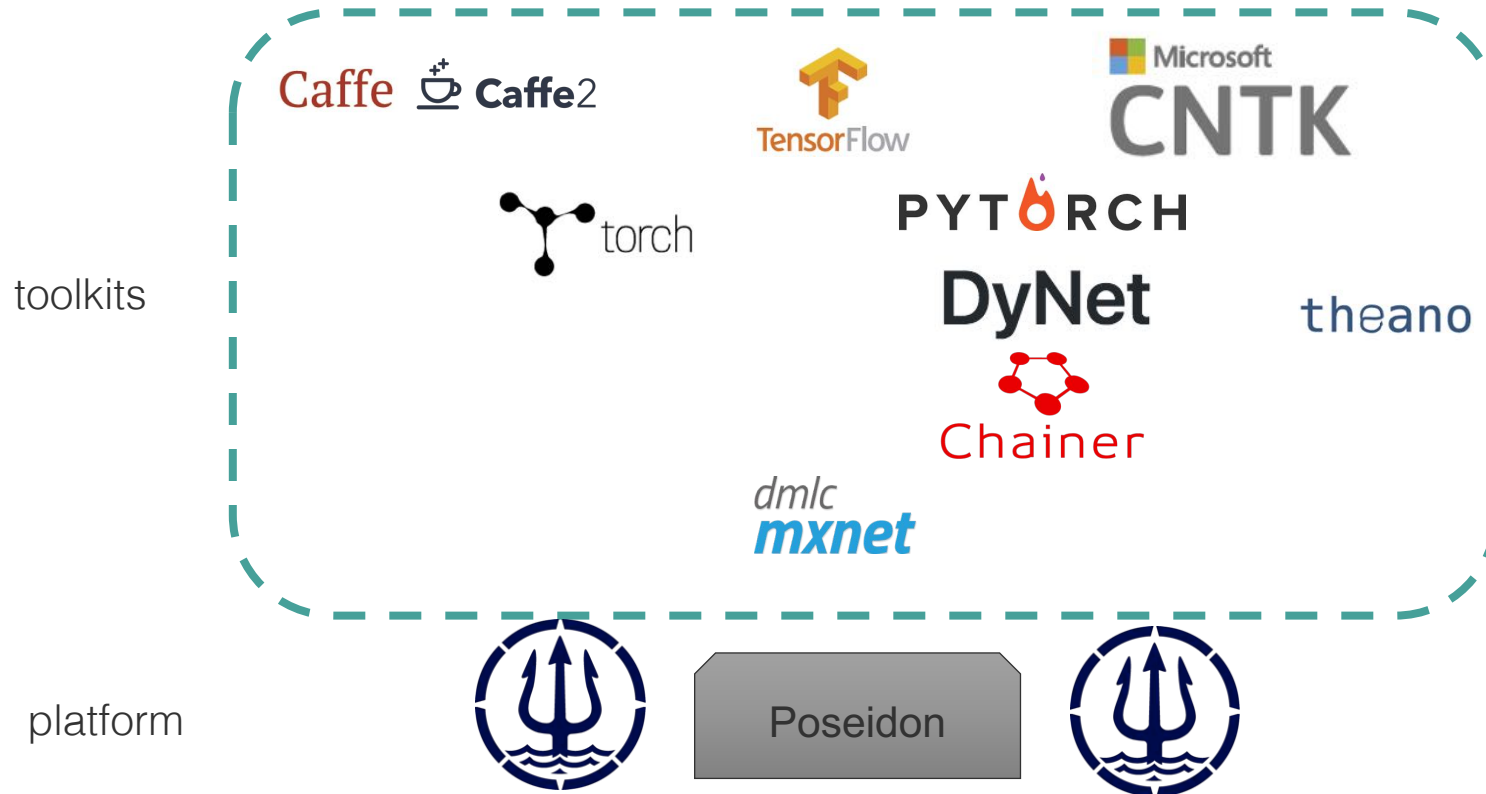 Caffe
Caffe2
TensorFlow
Microsoft
CNTK
torch
PYTORCH
toolkits
DyNet
theano
Chainer
dmlc
mxnet
platform
Poseidon